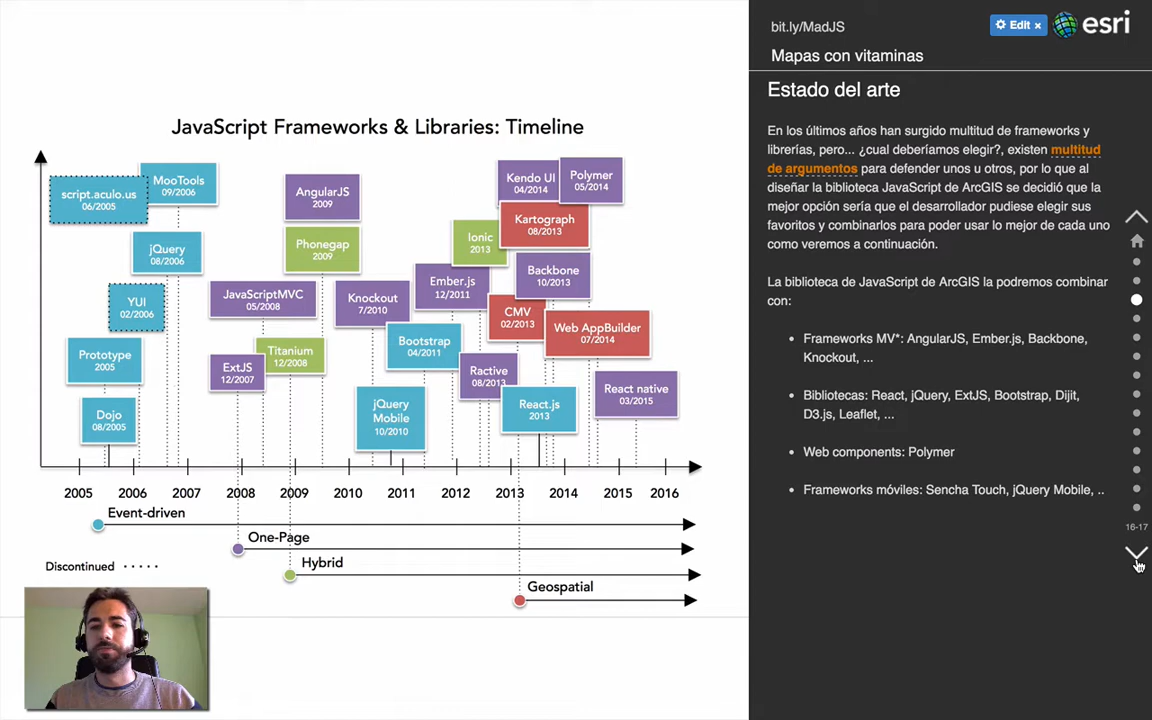 JavaScript Frameworks & Libraries: Timeline
script.aculo.us
06/2005
MooTools
09/2006
jQuery
08/2006
YUI
02/2006
Prototype
2005
Dojo
08/2005
AngularJS
2009
Phonegap
2009
JavaScriptMVC
05/2008
Titanium
12/2008
ExtJS
12/2007
Knockout
7/2010
jQuery
Mobile
10/2010
Bootstrap
04/2011
Ember.js
12/2011
Ionic
2013
Ractive
08/2013
CMV
02/2013
React.js
2013
Kendo UI
04/2014
Polymer
05/2014
Kartograph
08/2013
Backbone
10/2013
Web AppBuilder
07/2014
React native
03/2015
2005 2006 2007 2008 2009 2010 2011 2012 2013 2014 2015 2016
Event-driven
One-Page
Hybrid
Geospatial
Discontinued
bit.ly/MadJS
Edit ×
esri
Mapas con vitaminas
Estado del arte
En los últimos años han surgido multitud de frameworks y
librerías, pero... ¿cual deberíamos elegir?, existen multitud
de argumentos para defender unos u otros, por lo que al
diseñar la biblioteca JavaScript de ArcGIS se decidió que la
mejor opción sería que el desarrollador pudiese elegir sus
favoritos y combinarlos para poder usar lo mejor de cada uno
como veremos a continuación.
La biblioteca de JavaScript de ArcGIS la podremos combinar
con:
• Frameworks MV*: AngularJS, Ember.js, Backbone,
Knockout, ...
• Bibliotecas: React, jQuery, ExtJS, Bootstrap, Dijit,
D3.js, Leaflet, ...
• Web components: Polymer
• Frameworks móviles: Sencha Touch, jQuery Mobile, ..
16-17